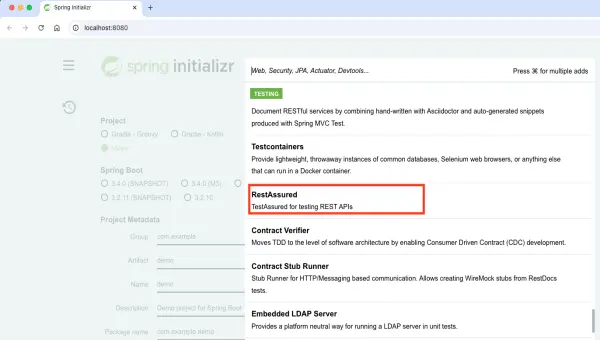 Spring Initializr
localhost:8080
spring initializr
Web, Security, JPA, Actuator, Devtools...
Press ⌘ for multiple adds
TESTING
Document RESTful services by combining hand-written with Asciidoctor and auto-generated snippets
produced with Spring MVC Test.
Testcontainers
Provide lightweight, throwaway instances of common databases, Selenium web browsers, or anything else
that can run in a Docker container.
RestAssured
TestAssured for testing REST APIs
Contract Verifier
Moves TDD to the level of software architecture by enabling Consumer Driven Contract (CDC) development.
Contract Stub Runner
Stub Runner for HTTP/Messaging based communication. Allows creating WireMock stubs from RestDocs
tests.
Embedded LDAP Server
Provides a platform neutral way for running a LDAP server in unit tests.
Project
Gradle - Groovy
Gradle - Kotlin
Maven
Spring Boot
3.4.0 (SNAPSHOT)
3.4.0 (M3)
3.2.11 (SNAPSHOT)
3.2.10
Project Metadata
Group
com.example
Artifact
demo
Name
demo
Description
Demo project for Spring Boot
Package name
com.example.demo